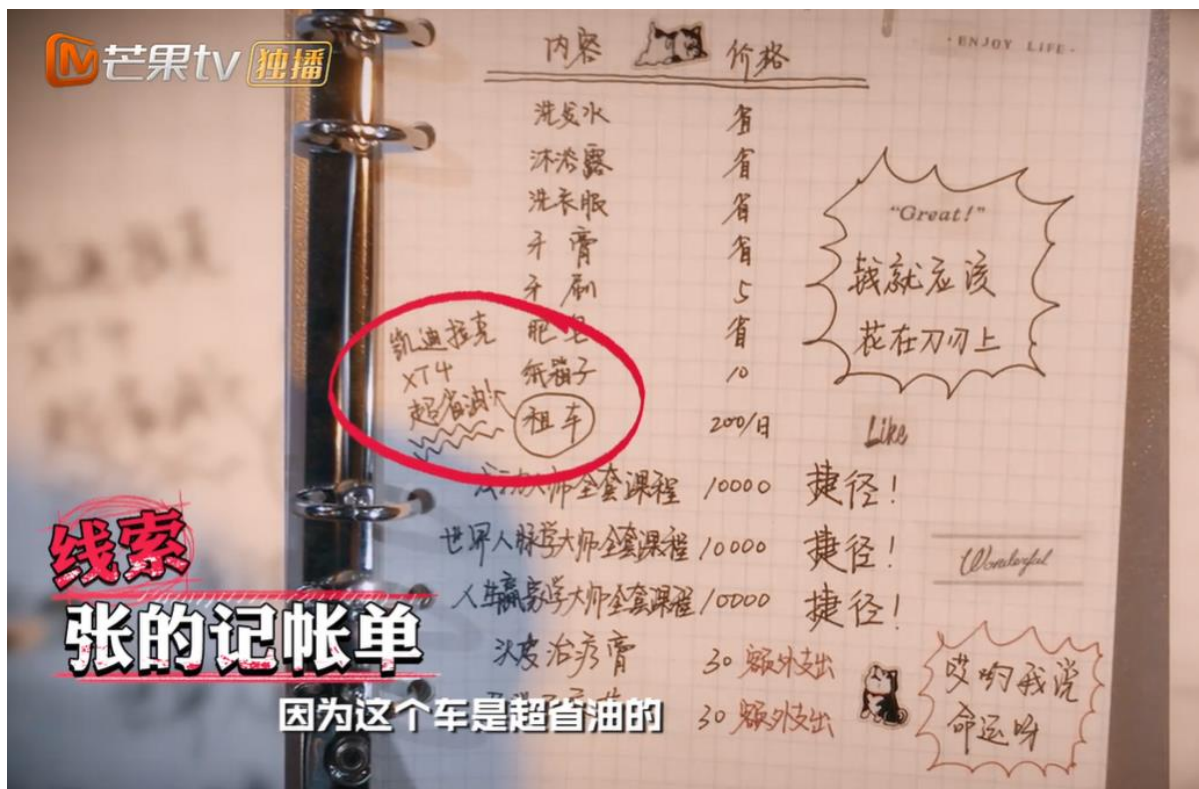 芒果tv 独播
内容 价格
· ENJOY LIFE ·
洗发水 省
沐浴露 省
洗衣服 省
牙膏 省
牙刷 5
肥皂 省
纸箱子 10
租车 200/日
凯迪拉克
XT4
超省油!
"Great!"
钱就应该
花在刀刃上
Like
大师全套课程 10000 捷径!
世界人脉学大师全套课程 10000 捷径!
人生赢家学大师全套课程 10000 捷径!
Wonderful
头皮治疗膏 30 额外支出
30 额外支出
哎哟我说
命运呐
线索
张的记帐单
因为这个车是超省油的